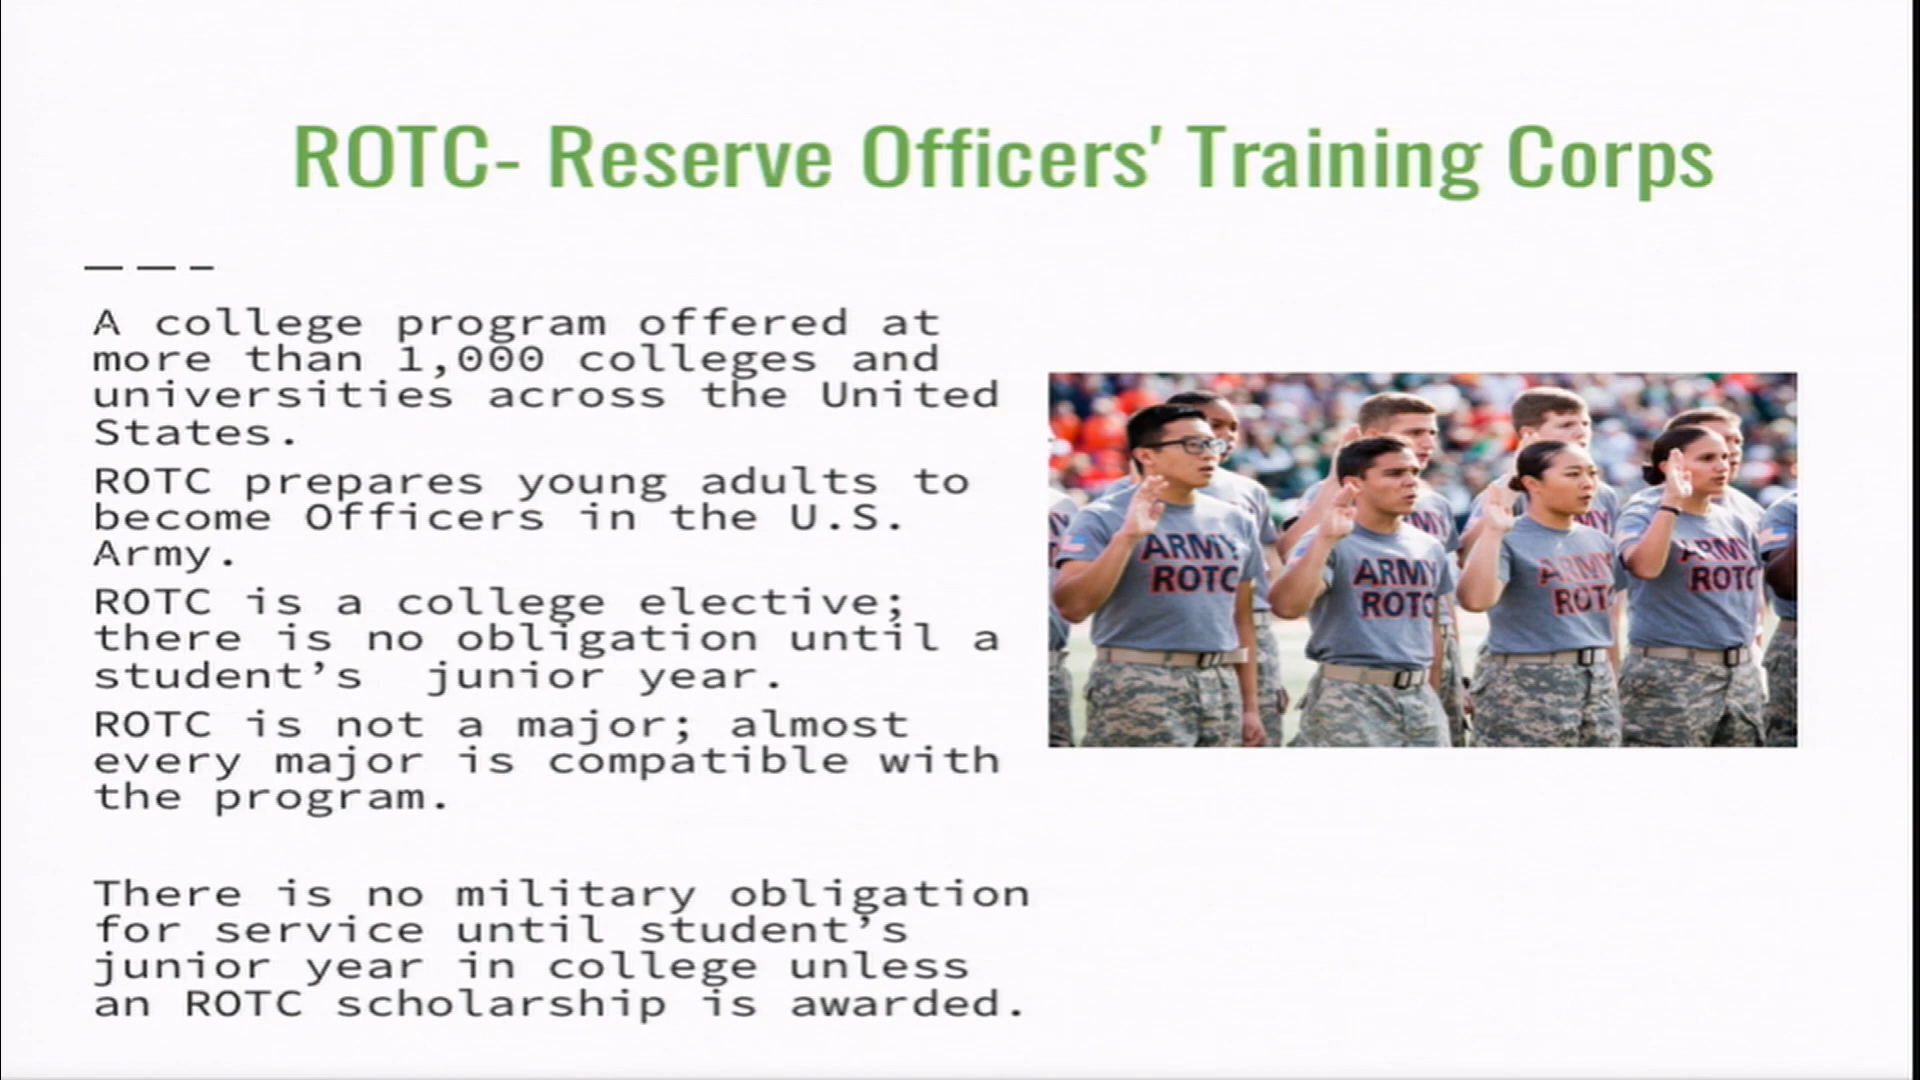 ROTC- Reserve Officers' Training Corps
A college program offered at
more than 1,000 colleges and
universities across the United
States.
ROTC prepares young adults to
become Officers in the U.S.
Army.
ROTC is a college elective;
there is no obligation until a
student’s junior year.
ROTC is not a major; almost
every major is compatible with
the program.
There is no military obligation
for service until student’s
junior year in college unless
an ROTC scholarship is awarded.
ARMY
ROTC
ARMY
ROTC
ARMY
ROTC
ARMY
ROTC